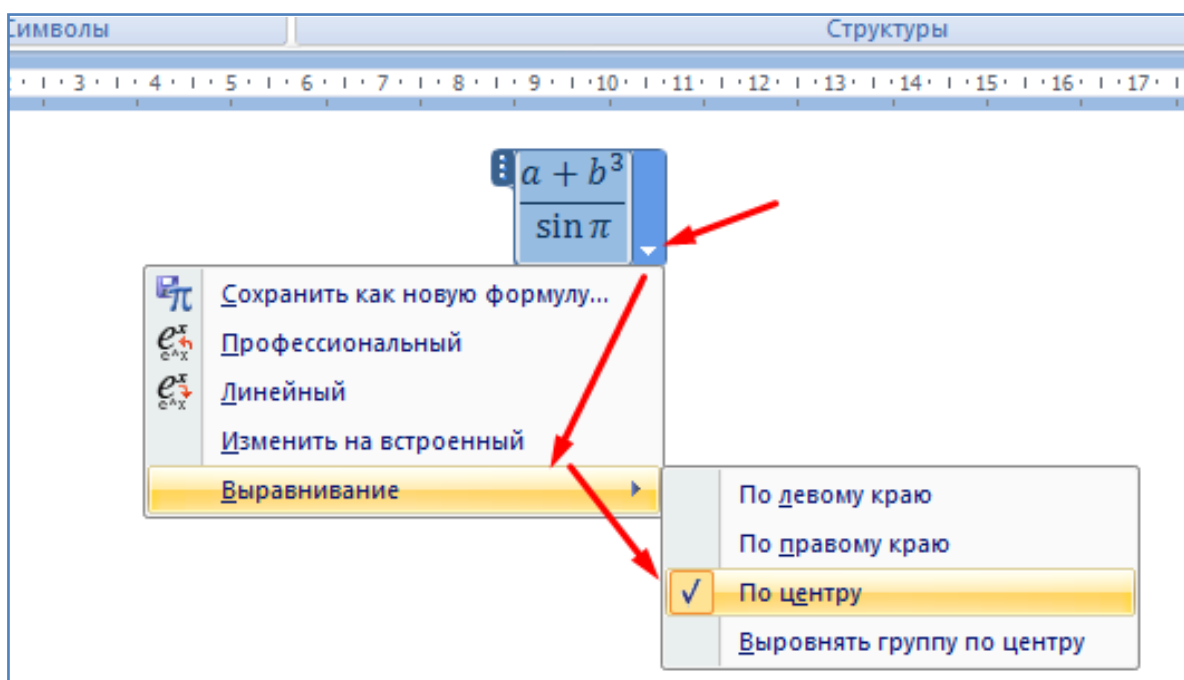 Символы Структуры
2 · 3 · 4 · 5 · 6 · 7 · 8 · 9 · 10 · 11 · 12 · 13 · 14 · 15 · 16 · 17
a + b³
sin π
Сохранить как новую формулу...
Профессиональный
Линейный
Изменить на встроенный
Выравнивание
По левому краю
По правому краю
По центру
Выровнять группу по центру